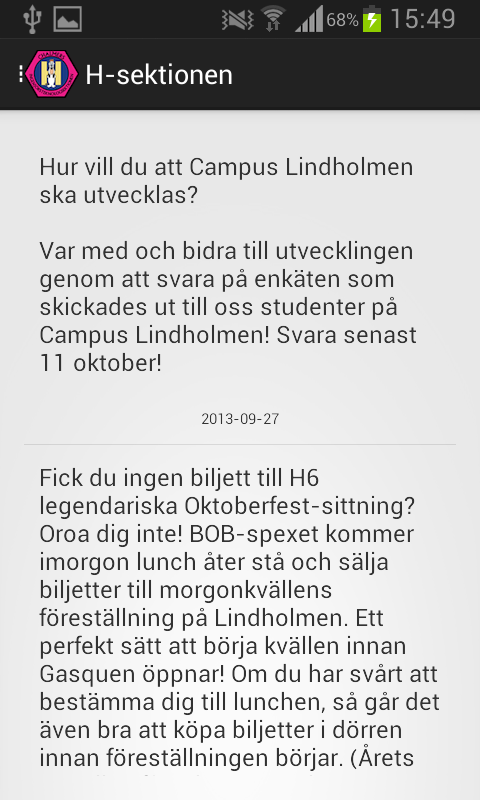 68% 15:49
H
H-sektionen
Hur vill du att Campus Lindholmen
ska utvecklas?
Var med och bidra till utvecklingen
genom att svara på enkäten som
skickades ut till oss studenter på
Campus Lindholmen! Svara senast
11 oktober!
2013-09-27
Fick du ingen biljett till H6
legendariska Oktoberfest-sittning?
Oroa dig inte! BOB-spexet kommer
imorgon lunch åter stå och sälja
biljetter till morgonkvällens
föreställning på Lindholmen. Ett
perfekt sätt att börja kvällen innan
Gasquen öppnar! Om du har svårt att
bestämma dig till lunchen, så går det
även bra att köpa biljetter i dörren
innan föreställningen börjar. (Årets